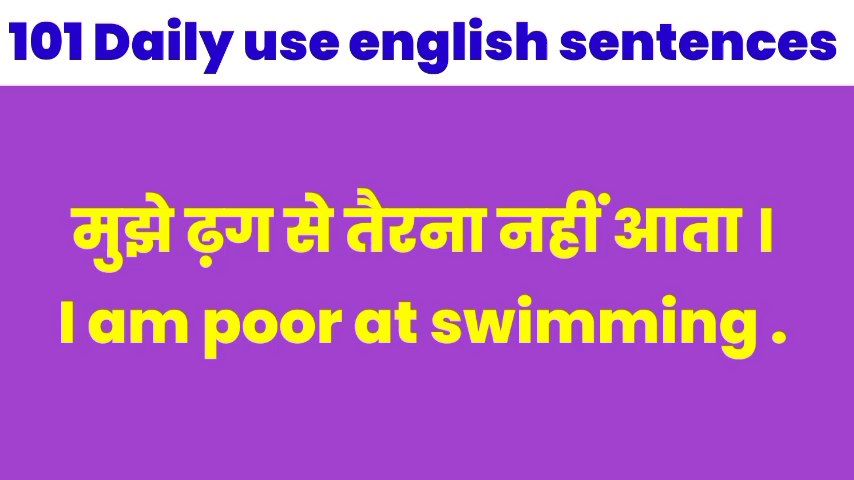 101 Daily use english sentences
मुझे ढ़ग से तैरना नहीं आता ।
I am poor at swimming .